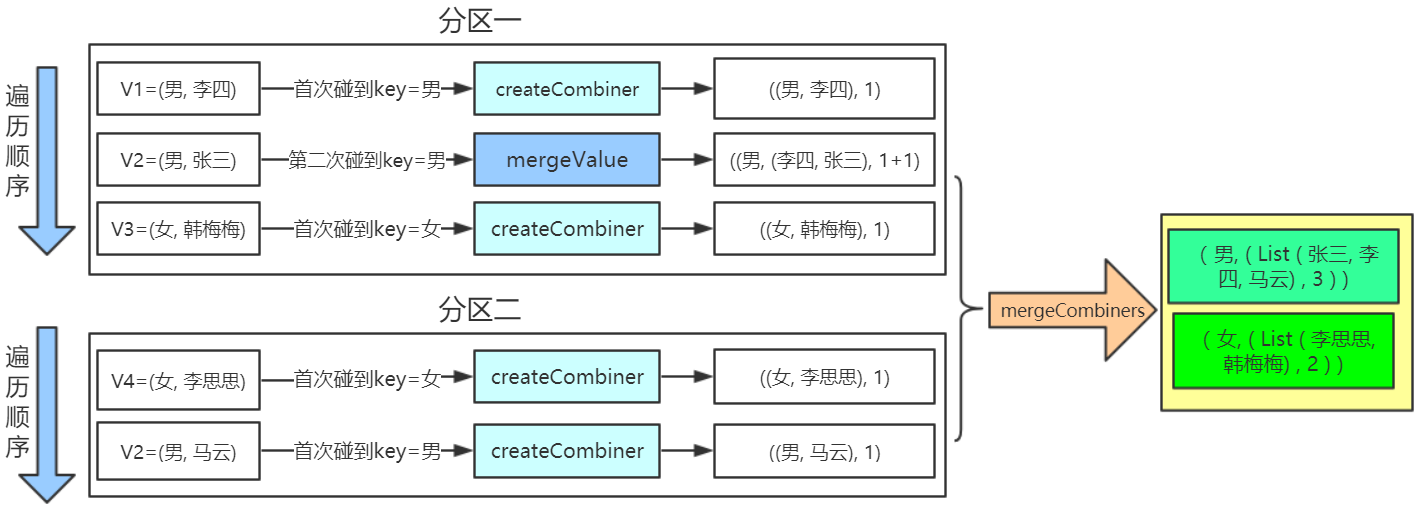 分区一
遍历顺序
V1=(男, 李四)
首次碰到key=男
createCombiner
((男, 李四), 1)
V2=(男, 张三)
第二次碰到key=男
mergeValue
((男, (李四, 张三), 1+1)
V3=(女, 韩梅梅)
首次碰到key=女
createCombiner
((女, 韩梅梅), 1)
分区二
遍历顺序
V4=(女, 李思思)
首次碰到key=女
createCombiner
((女, 李思思), 1)
V2=(男, 马云)
首次碰到key=男
createCombiner
((男, 马云), 1)
mergeCombiners
( 男, ( List ( 张三, 李
四, 马云) , 3 ) )
( 女, ( List ( 李思思,
韩梅梅) , 2 ) )